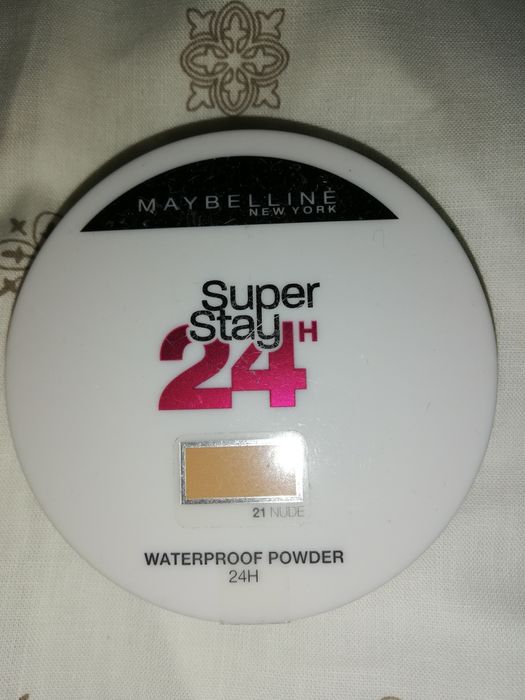 MAYBELLINE
NEW YORK
Super
Stay
24H
21 NUDE
WATERPROOF POWDER
24H